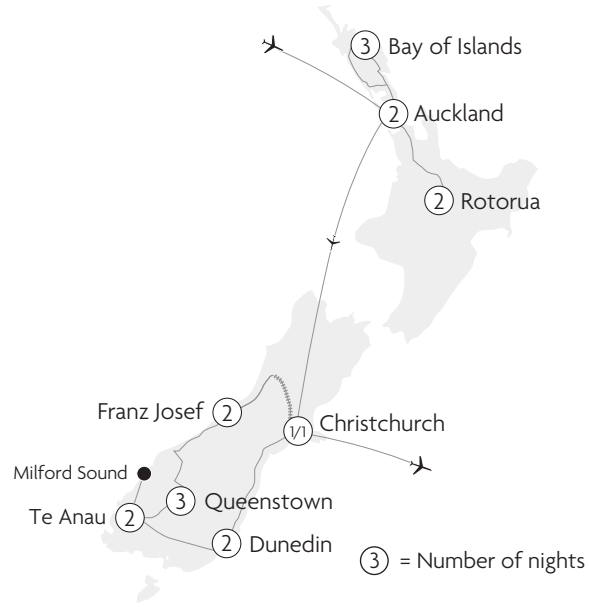 3 Bay of Islands
2 Auckland
2 Rotorua
Franz Josef 2
1/1 Christchurch
Milford Sound
3 Queenstown
Te Anau 2
2 Dunedin
3 = Number of nights